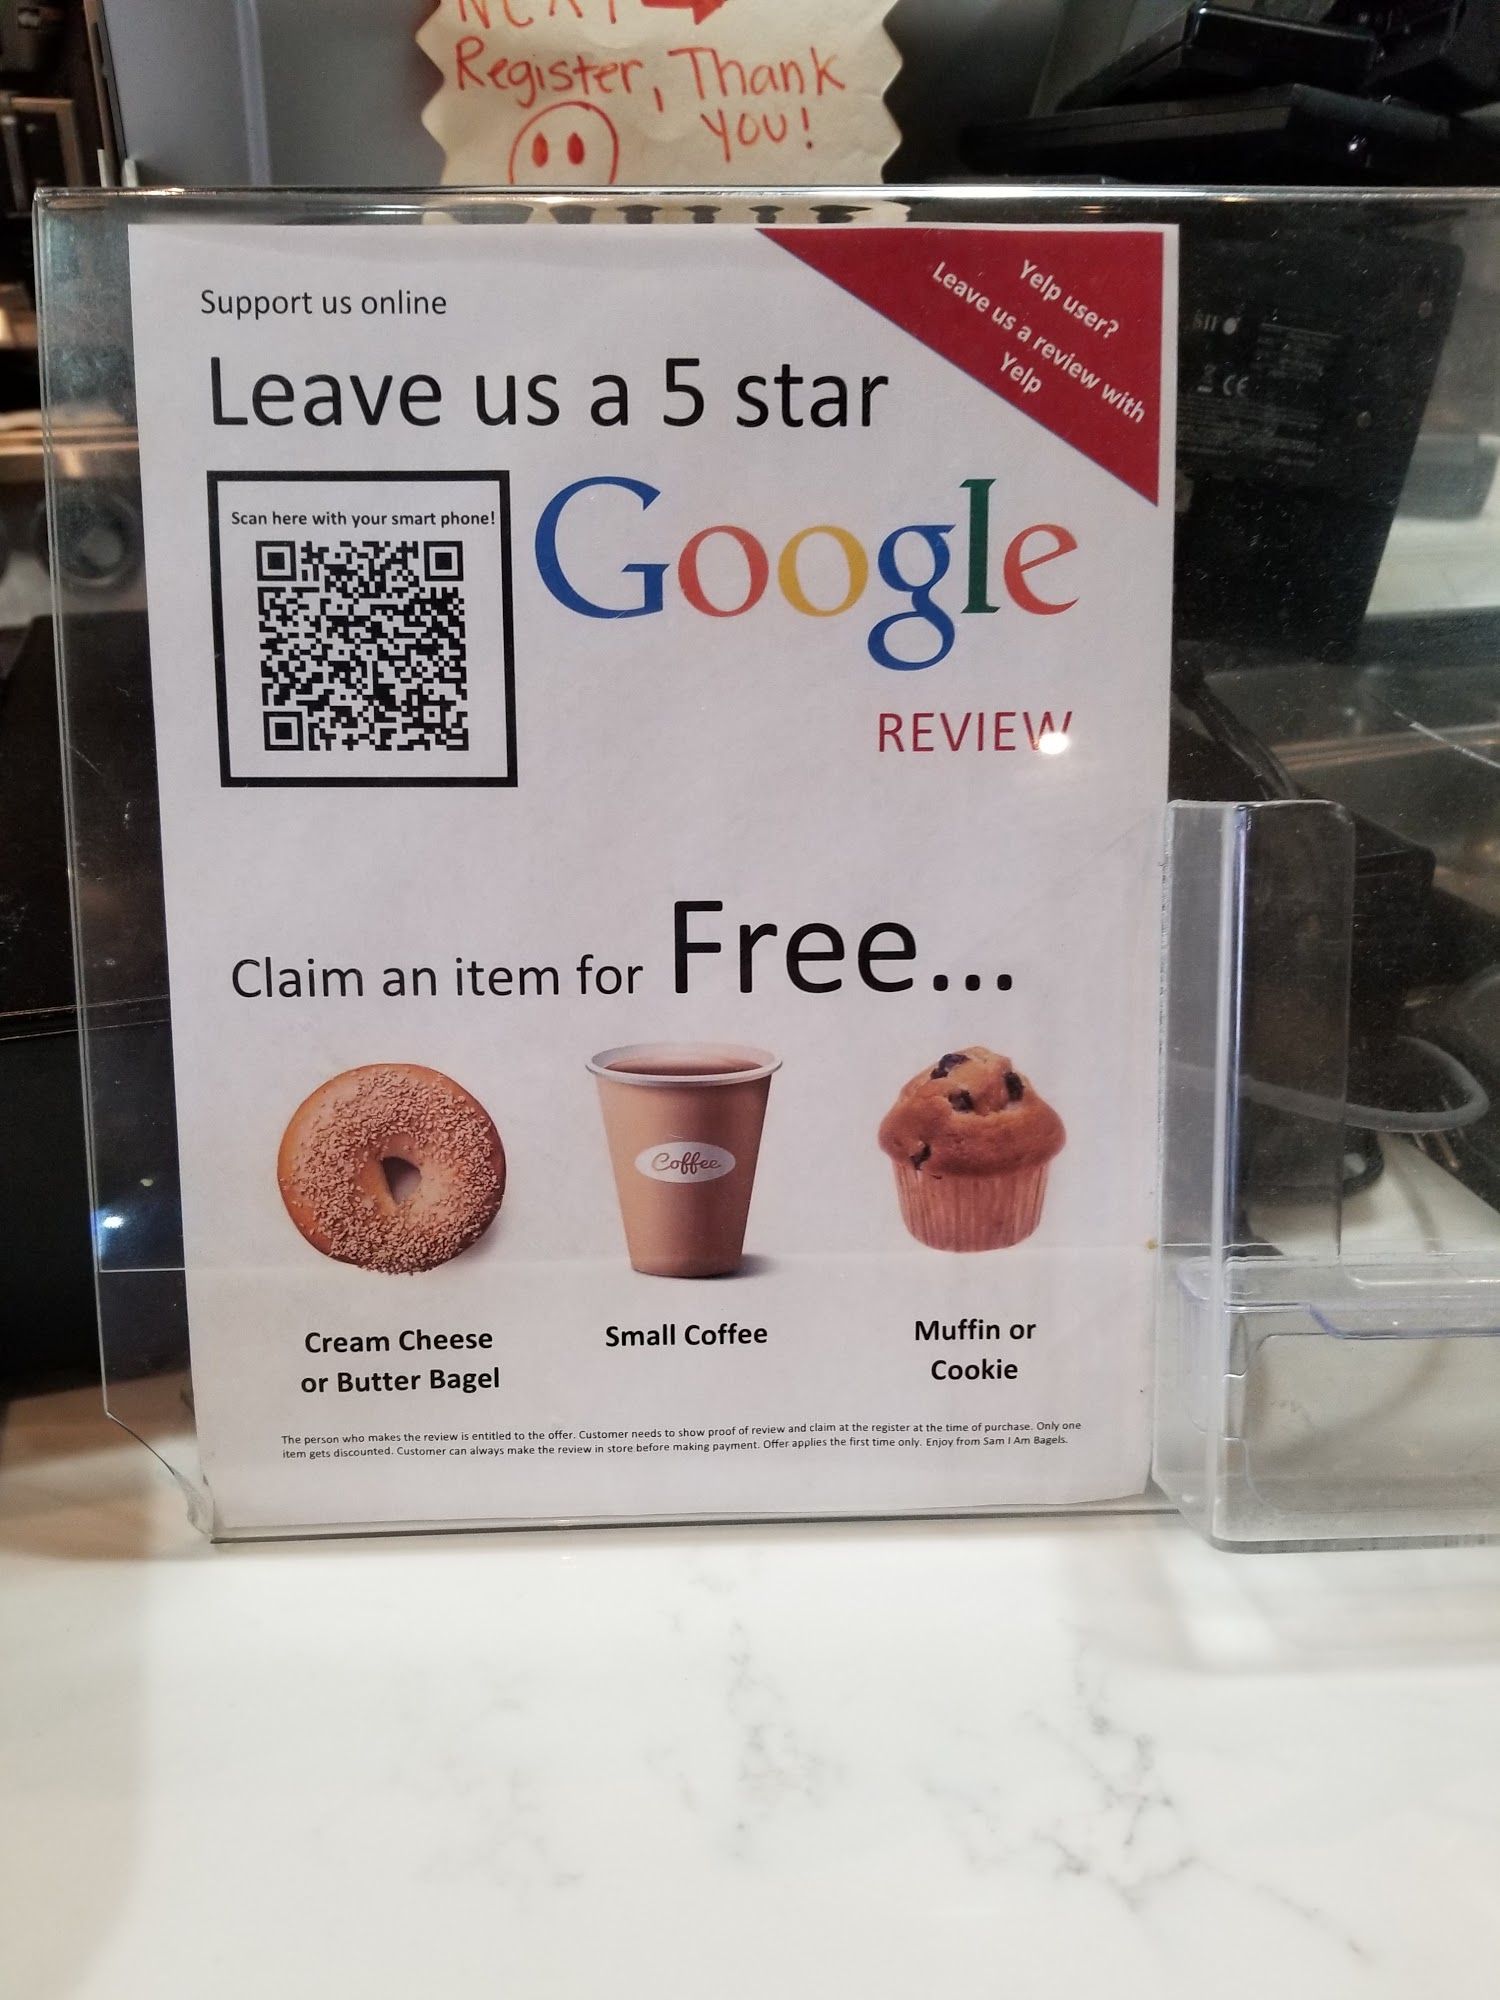 NEXT
Register, Thank
you!
Support us online
Leave us a 5 star
Yelp user?
Leave us a review with
Yelp
Scan here with your smart phone!
Google
REVIEW
Claim an item for Free...
Coffee
Cream Cheese
or Butter Bagel
Small Coffee
Muffin or
Cookie
The person who makes the review is entitled to the offer. Customer needs to show proof of review and claim at the register at the time of purchase. Only one
item gets discounted. Customer can always make the review in store before making payment. Offer applies the first time only. Enjoy from Sam I Am Bagels.
CE